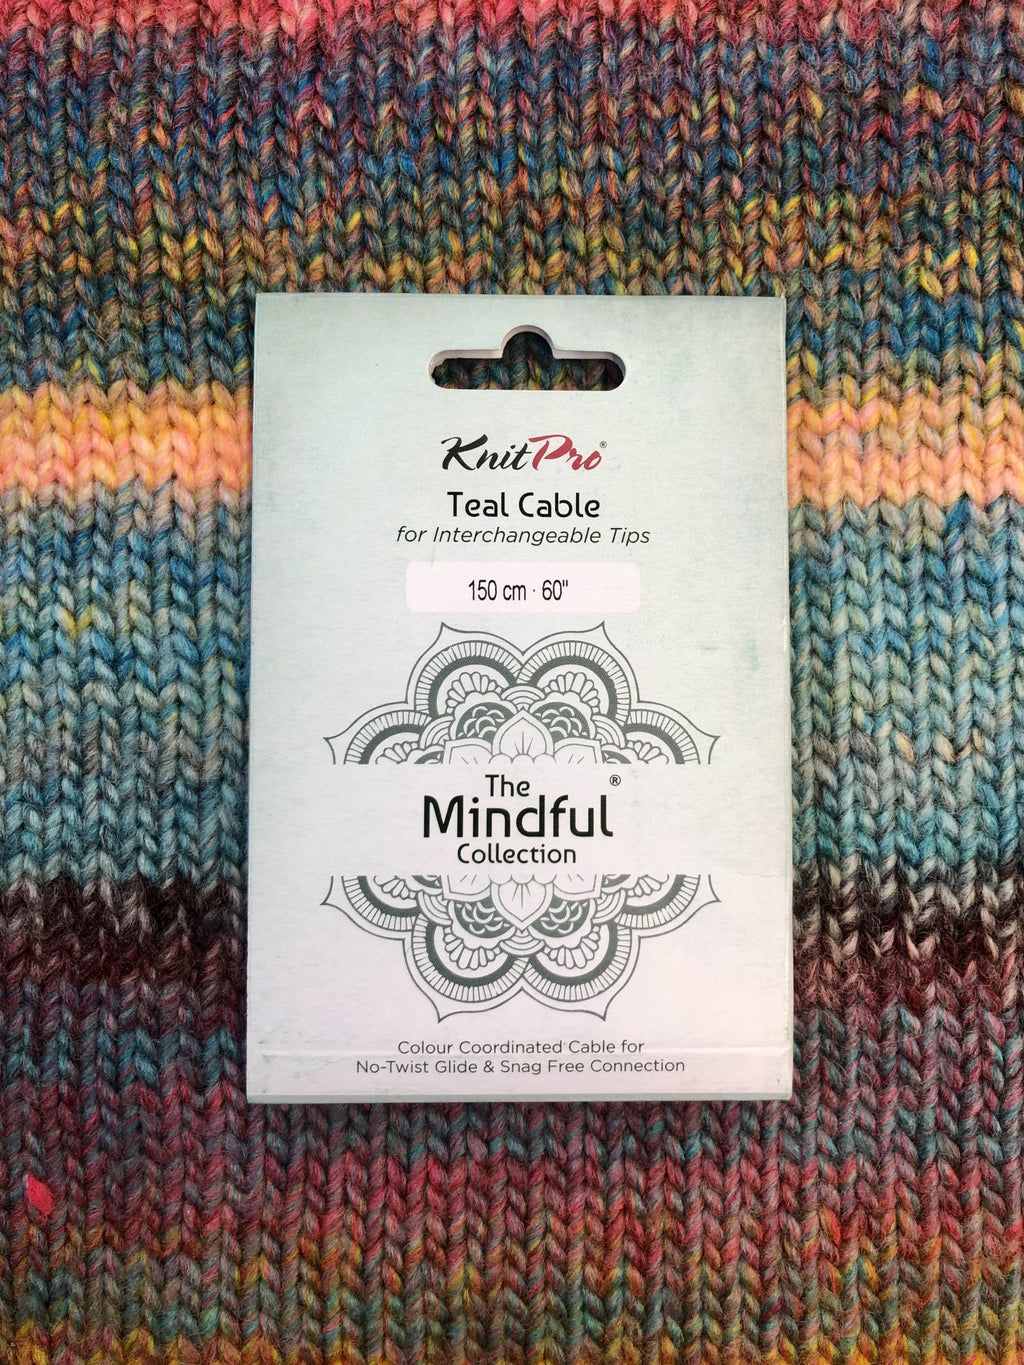 KnitPro®
Teal Cable
for Interchangeable Tips
150 cm · 60"
The ®
Mindful
Collection
Colour Coordinated Cable for
No-Twist Glide & Snag Free Connection